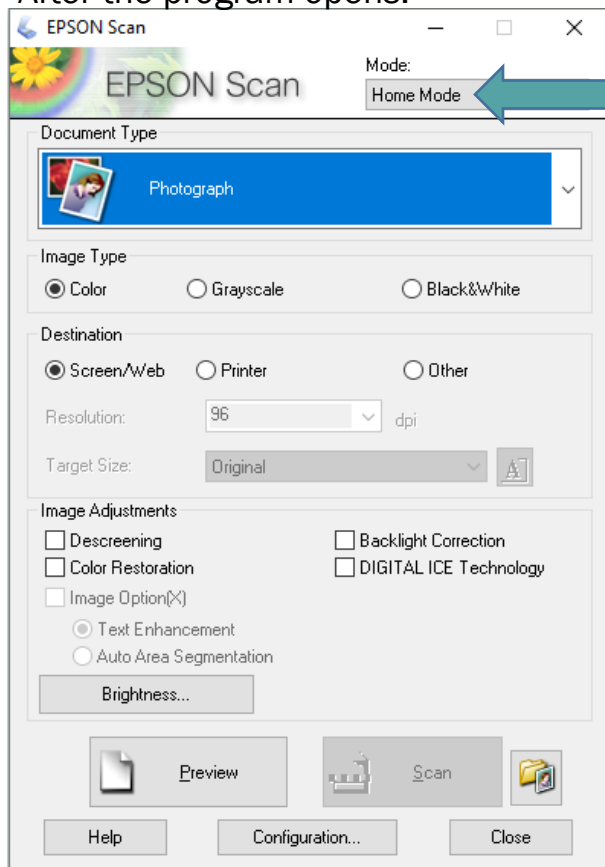 After the program opens.
EPSON Scan
EPSON Scan
Mode:
Home Mode
Document Type
Photograph
Image Type
Color Grayscale Black&White
Destination
Screen/Web Printer Other
Resolution: 96 dpi
Target Size: Original A
Image Adjustments
Descreening Backlight Correction
Color Restoration DIGITAL ICE Technology
Image Option(X)
Text Enhancement
Auto Area Segmentation
Brightness...
Preview Scan
Help Configuration... Close